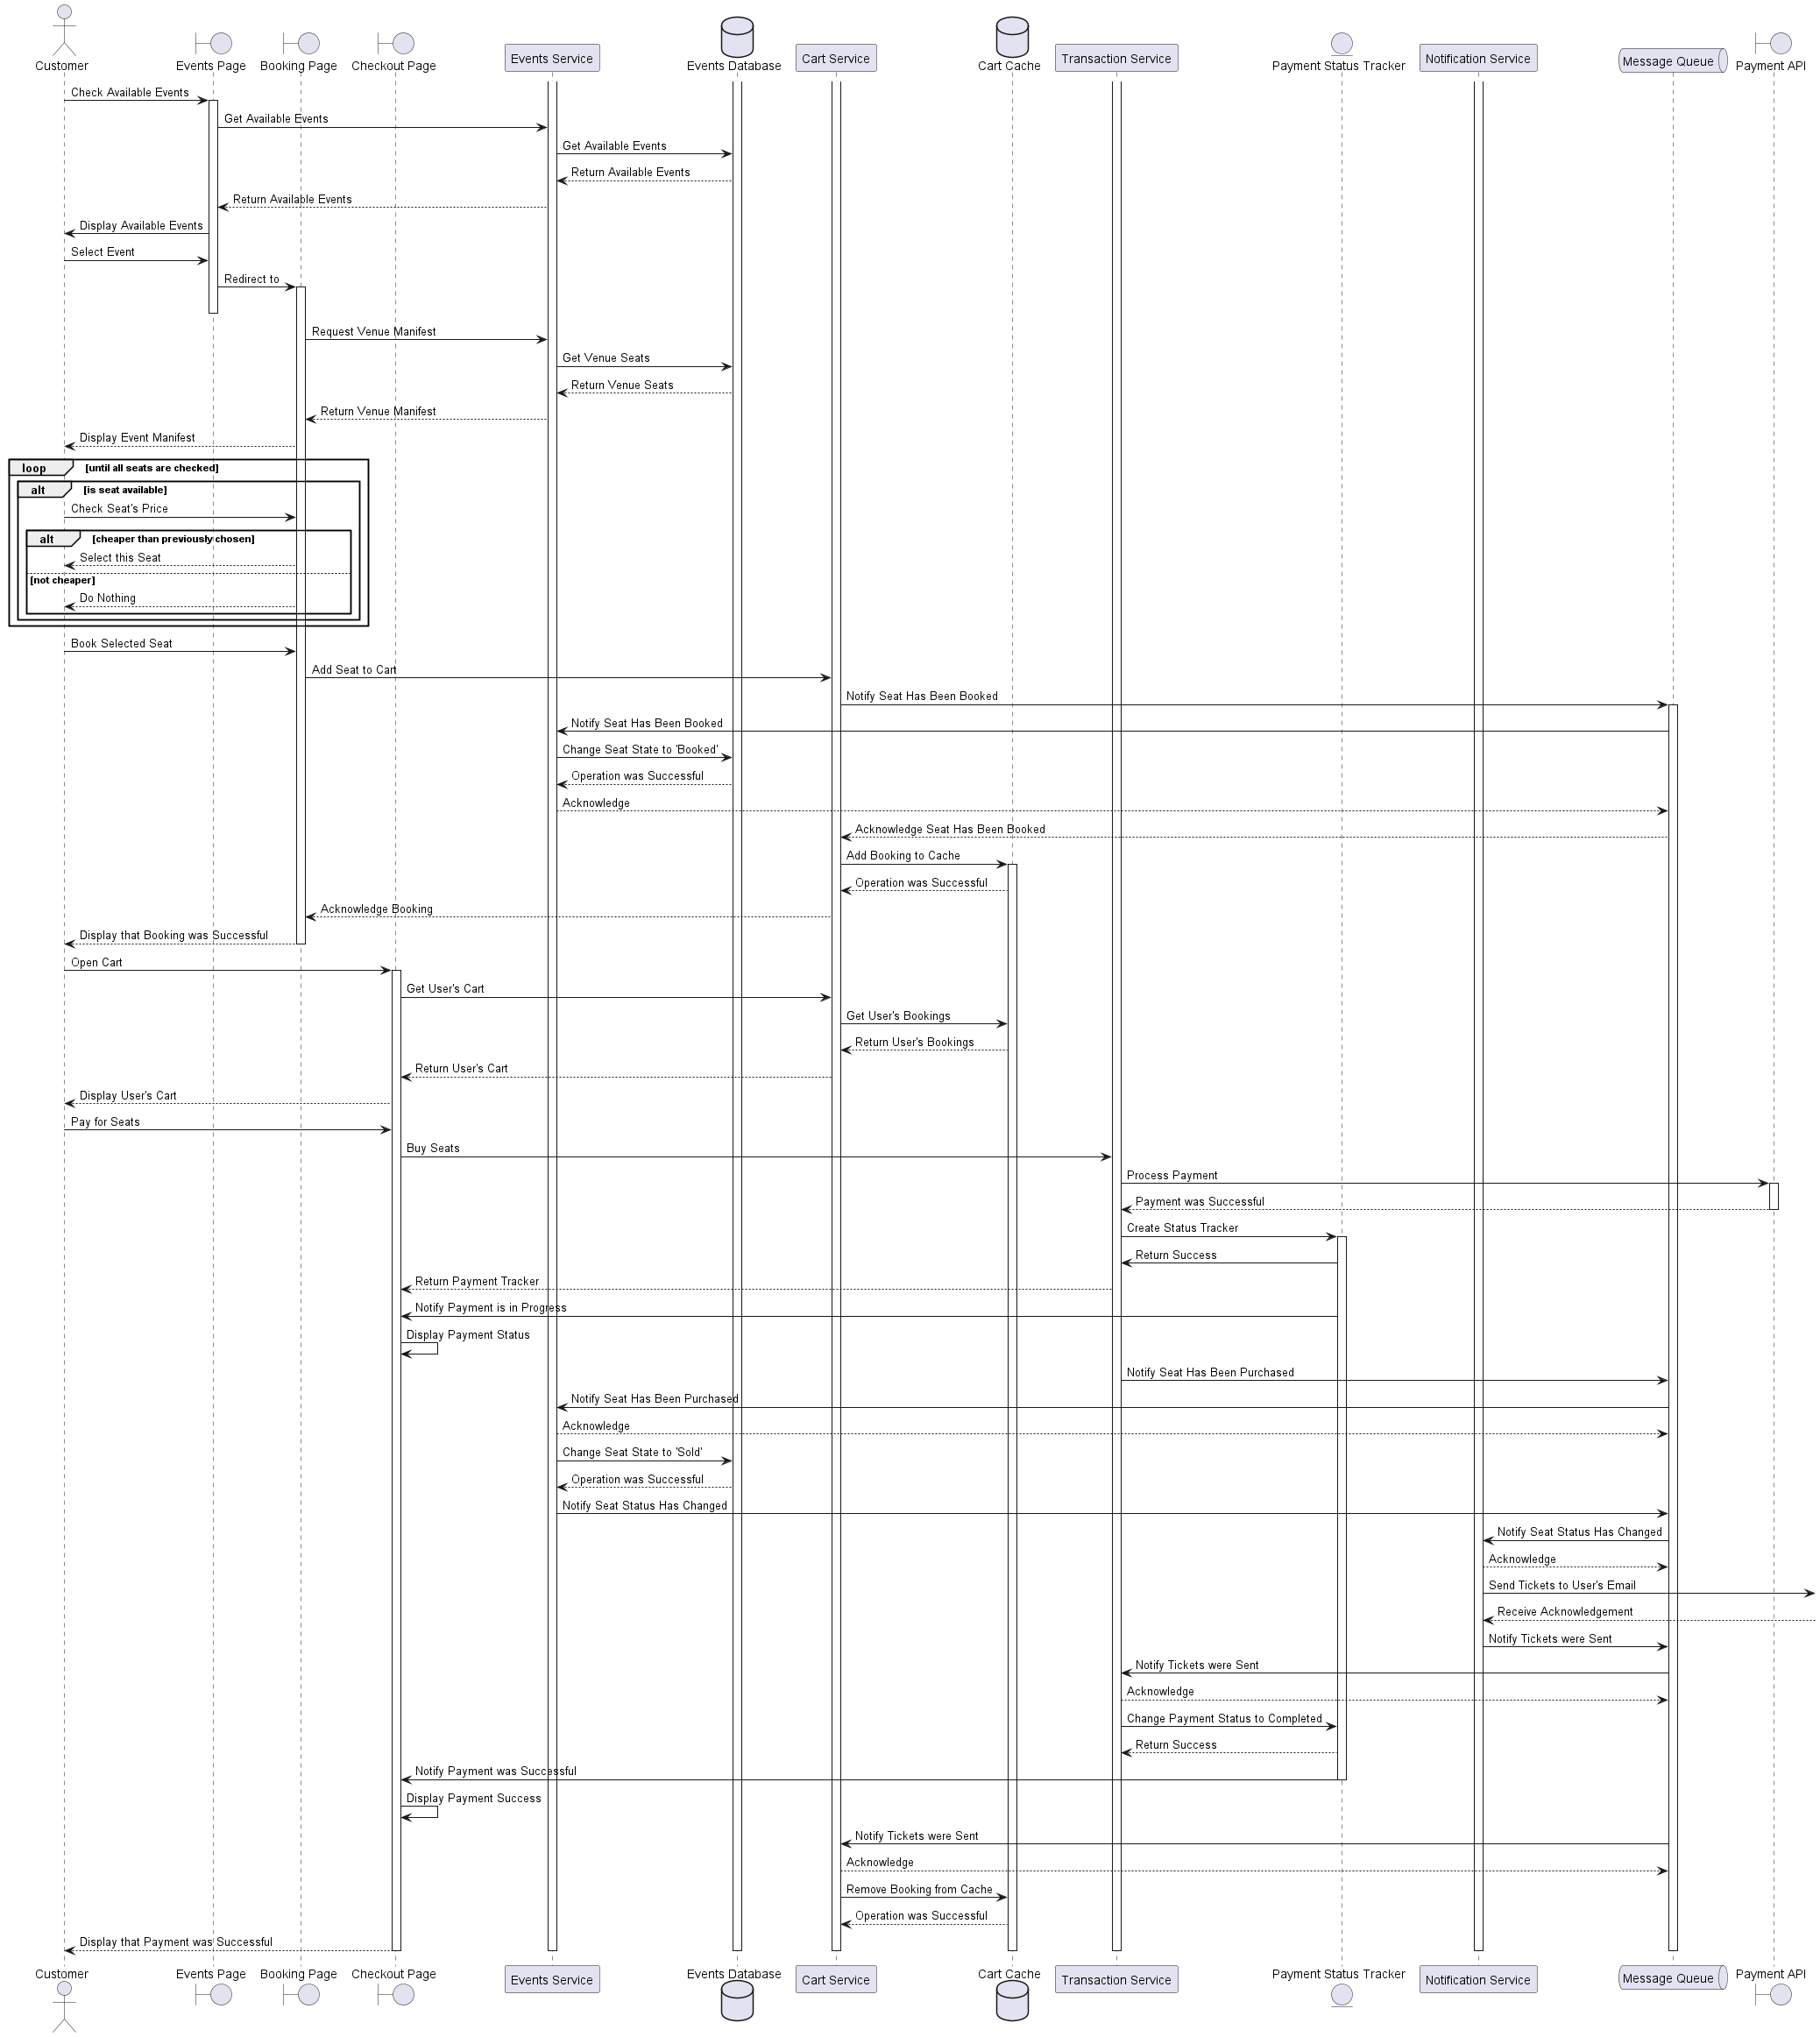 Customer
Events Page
Booking Page
Checkout Page
Events Service
Events Database
Cart Service
Cart Cache
Transaction Service
Payment Status Tracker
Notification Service
Message Queue
Payment API
Check Available Events
Get Available Events
Get Available Events
Return Available Events
Return Available Events
Display Available Events
Select Event
Redirect to
Request Venue Manifest
Get Venue Seats
Return Venue Seats
Return Venue Manifest
Display Event Manifest
loop [until all seats are checked]
alt [is seat available]
Check Seat's Price
alt [cheaper than previously chosen]
Select this Seat
[not cheaper]
Do Nothing
Book Selected Seat
Add Seat to Cart
Notify Seat Has Been Booked
Notify Seat Has Been Booked
Change Seat State to 'Booked'
Operation was Successful
Acknowledge
Acknowledge Seat Has Been Booked
Add Booking to Cache
Operation was Successful
Acknowledge Booking
Display that Booking was Successful
Open Cart
Get User's Cart
Get User's Bookings
Return User's Bookings
Return User's Cart
Display User's Cart
Pay for Seats
Buy Seats
Process Payment
Payment was Successful
Create Status Tracker
Return Success
Return Payment Tracker
Notify Payment is in Progress
Display Payment Status
Notify Seat Has Been Purchased
Notify Seat Has Been Purchased
Acknowledge
Change Seat State to 'Sold'
Operation was Successful
Notify Seat Status Has Changed
Notify Seat Status Has Changed
Acknowledge
Send Tickets to User's Email
Receive Acknowledgement
Notify Tickets were Sent
Notify Tickets were Sent
Acknowledge
Change Payment Status to Completed
Return Success
Notify Payment was Successful
Display Payment Success
Notify Tickets were Sent
Acknowledge
Remove Booking from Cache
Operation was Successful
Display that Payment was Successful
Customer
Events Page
Booking Page
Checkout Page
Events Service
Events Database
Cart Service
Cart Cache
Transaction Service
Payment Status Tracker
Notification Service
Message Queue
Payment API